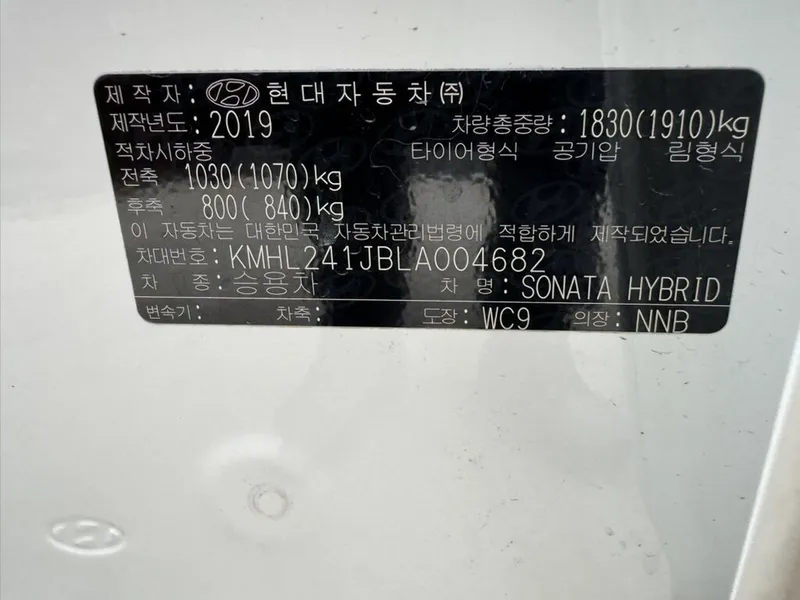 제 작 자: 현대자동차㈜
제작년도: 2019 차량총중량: 1830(1910)kg
적차시하중 타이어형식 공기압 림형식
전축 1030(1070)kg
후축 800( 840)kg
이 자동차는 대한민국 자동차관리법령에 적합하게 제작되었습니다.
차대번호: KMHL241JBLA004682
차 종: 승용차 차 명: SONATA HYBRID
변속기: 차축: 도장: WC9 의장: NNB